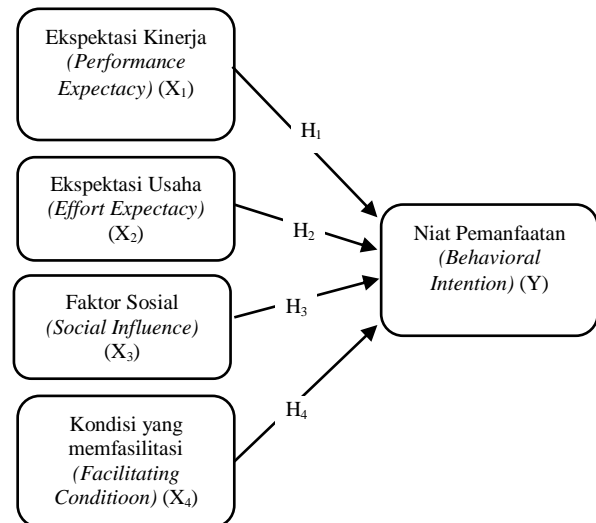 Ekspektasi Kinerja
(Performance
Expectacy) (X₁)
H₁
Ekspektasi Usaha
(Effort Expectacy)
(X₂)
H₂
Niat Pemanfaatan
(Behavioral
Intention) (Y)
Faktor Sosial
(Social Influence)
(X₃)
H₃
Kondisi yang
memfasilitasi
(Facilitating
Conditioon) (X₄)
H₄